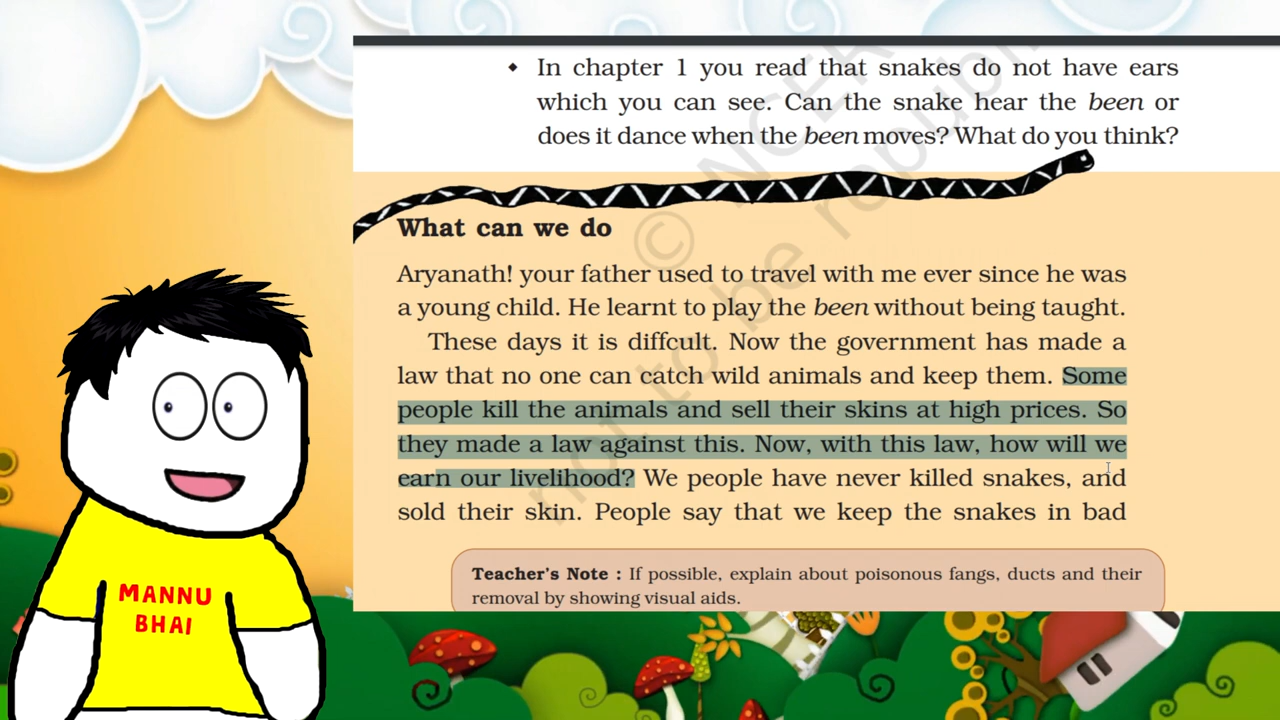 ◆ In chapter 1 you read that snakes do not have ears
which you can see. Can the snake hear the been or
does it dance when the been moves? What do you think?
What can we do
Aryanath! your father used to travel with me ever since he was
a young child. He learnt to play the been without being taught.
These days it is diffcult. Now the government has made a
law that no one can catch wild animals and keep them. Some
people kill the animals and sell their skins at high prices. So
they made a law against this. Now, with this law, how will we
earn our livelihood? We people have never killed snakes, and
sold their skin. People say that we keep the snakes in bad
Teacher's Note : If possible, explain about poisonous fangs, ducts and their
removal by showing visual aids.
MANNU
BHAI
© NCER
not to be republi